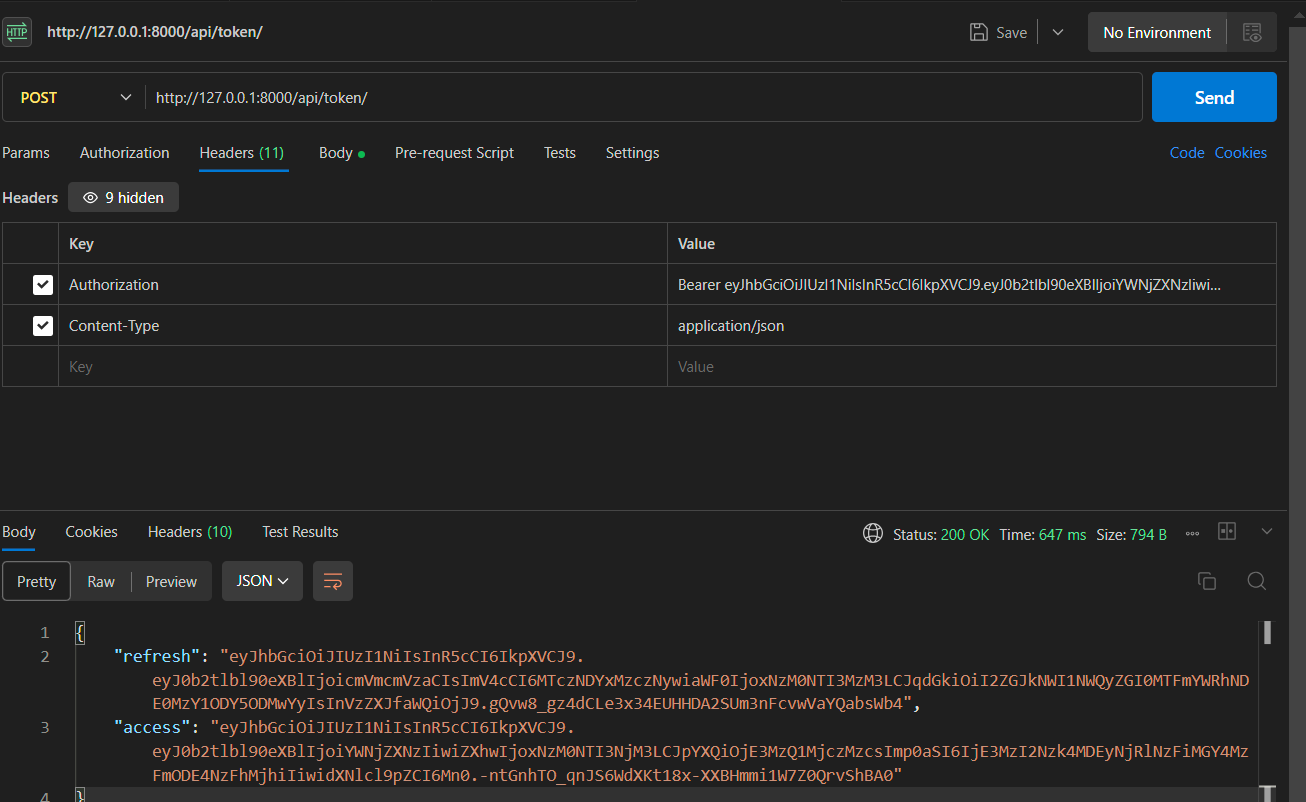 HTTP http://127.0.0.1:8000/api/token/ Save No Environment
POST http://127.0.0.1:8000/api/token/ Send
Params Authorization Headers (11) Body Pre-request Script Tests Settings Code Cookies
Headers 9 hidden
Key Value
Authorization Bearer eyJhbGciOiJIUzI1NiIsInR5cCI6IkpXVCJ9.eyJ0b2tlbl90eXBlIjoiYWNjZXNzIiwi...
Content-Type application/json
Key Value
Body Cookies Headers (10) Test Results Status: 200 OK Time: 647 ms Size: 794 B
Pretty Raw Preview JSON
1 {
2 "refresh": "eyJhbGciOiJIUzI1NiIsInR5cCI6IkpXVCJ9.
eyJ0b2tlbl90eXBlIjoicmVmcmVzaCIsImV4cCI6MTczNDYxMzczNywiaWF0IjoxNzM0NTI3MzM3LCJqdGkiOiI2ZGJkNWI1NWQyZGI0MTFmYWRhND
E0MzY1ODY5ODMwYyIsInVzZXJfaWQiOjJ9.gQvw8_gz4dCLe3x34EUHHDA2SUm3nFcvwVaYQabsWb4",
3 "access": "eyJhbGciOiJIUzI1NiIsInR5cCI6IkpXVCJ9.
eyJ0b2tlbl90eXBlIjoiYWNjZXNzIiwiZXhwIjoxNzM0NTI3NjM3LCJpYXQiOjE3MzQ1MjczMzcsImp0aSI6IjE3MzI2Nzk4MDEyNjRlNzFiMGY4Mz
FmODE4NzFhMjhiIiwidXNlcl9pZCI6Mn0.-ntGnhTO_qnJS6WdXKt18x-XXBHmmi1W7Z0QrvShBA0"
4 }